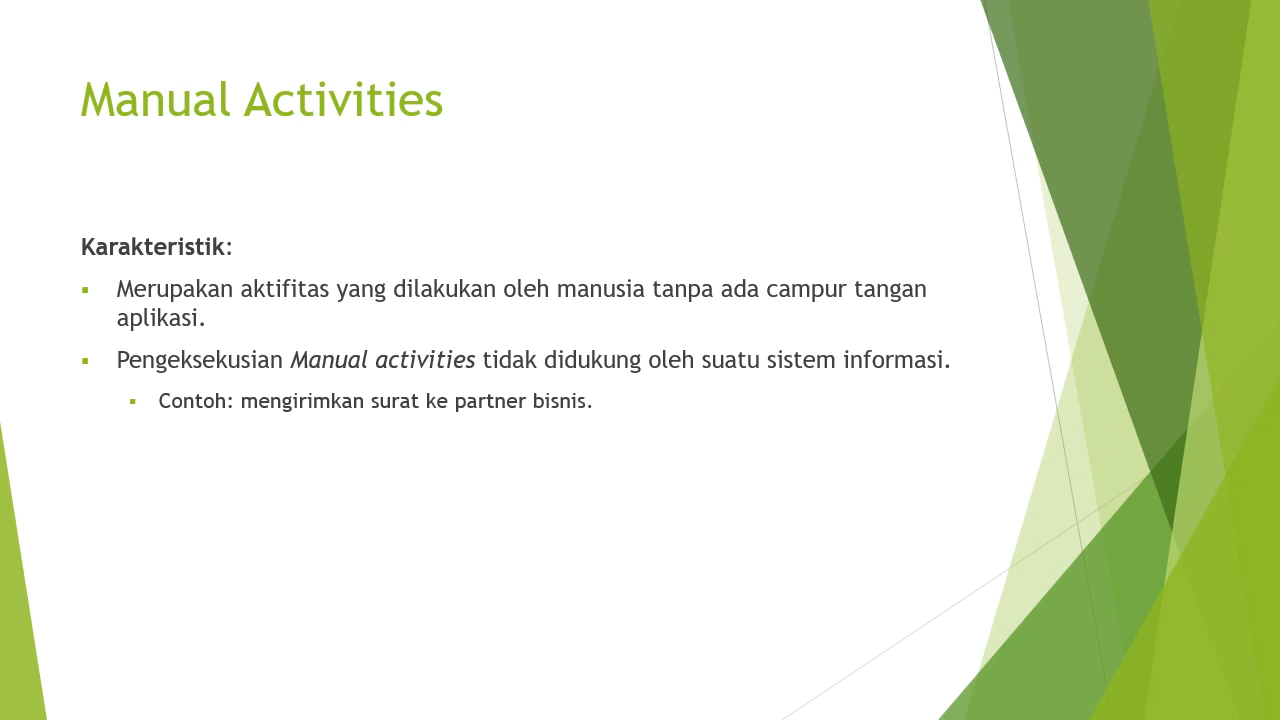 Manual Activities
Karakteristik:
▪ Merupakan aktifitas yang dilakukan oleh manusia tanpa ada campur tangan
aplikasi.
▪ Pengeksekusian Manual activities tidak didukung oleh suatu sistem informasi.
▪ Contoh: mengirimkan surat ke partner bisnis.